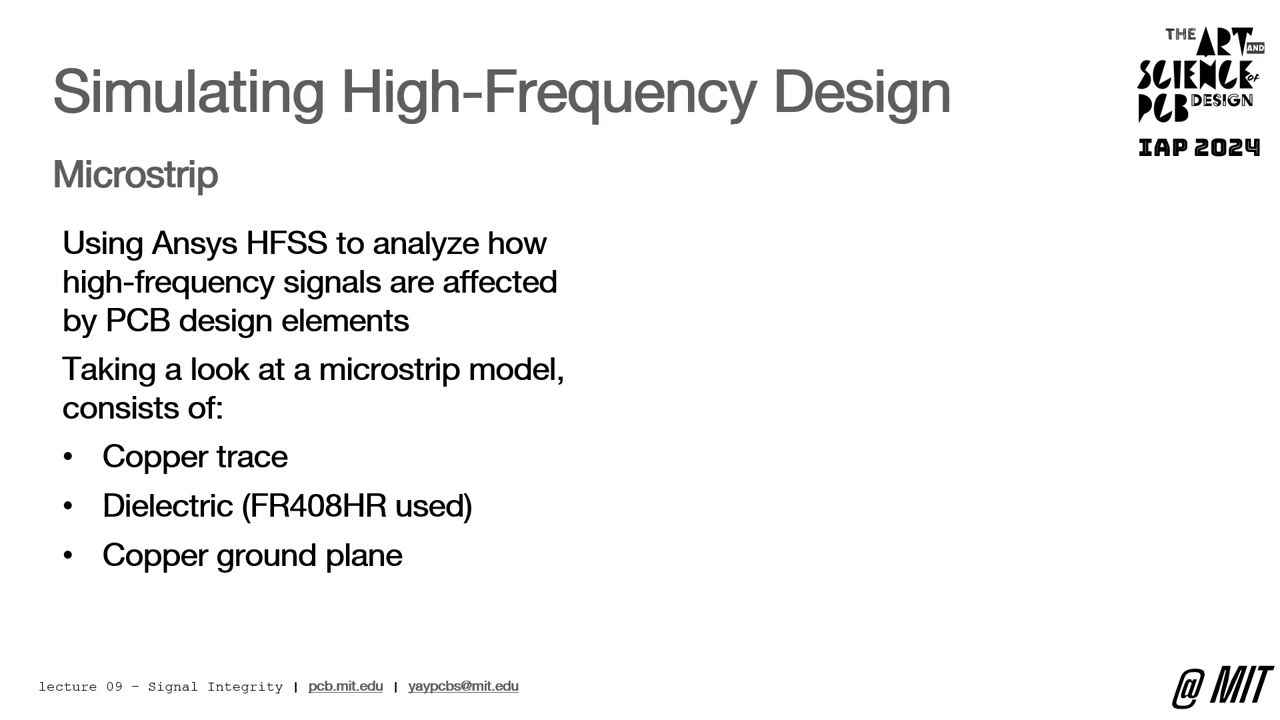 Simulating High-Frequency Design
THE ART AND
SCIENCE OF
PCB DESIGN
IAP 2024
Microstrip
Using Ansys HFSS to analyze how
high-frequency signals are affected
by PCB design elements
Taking a look at a microstrip model,
consists of:
• Copper trace
• Dielectric (FR408HR used)
• Copper ground plane
lecture 09 – Signal Integrity | pcb.mit.edu | yaypcbs@mit.edu
@ MIT